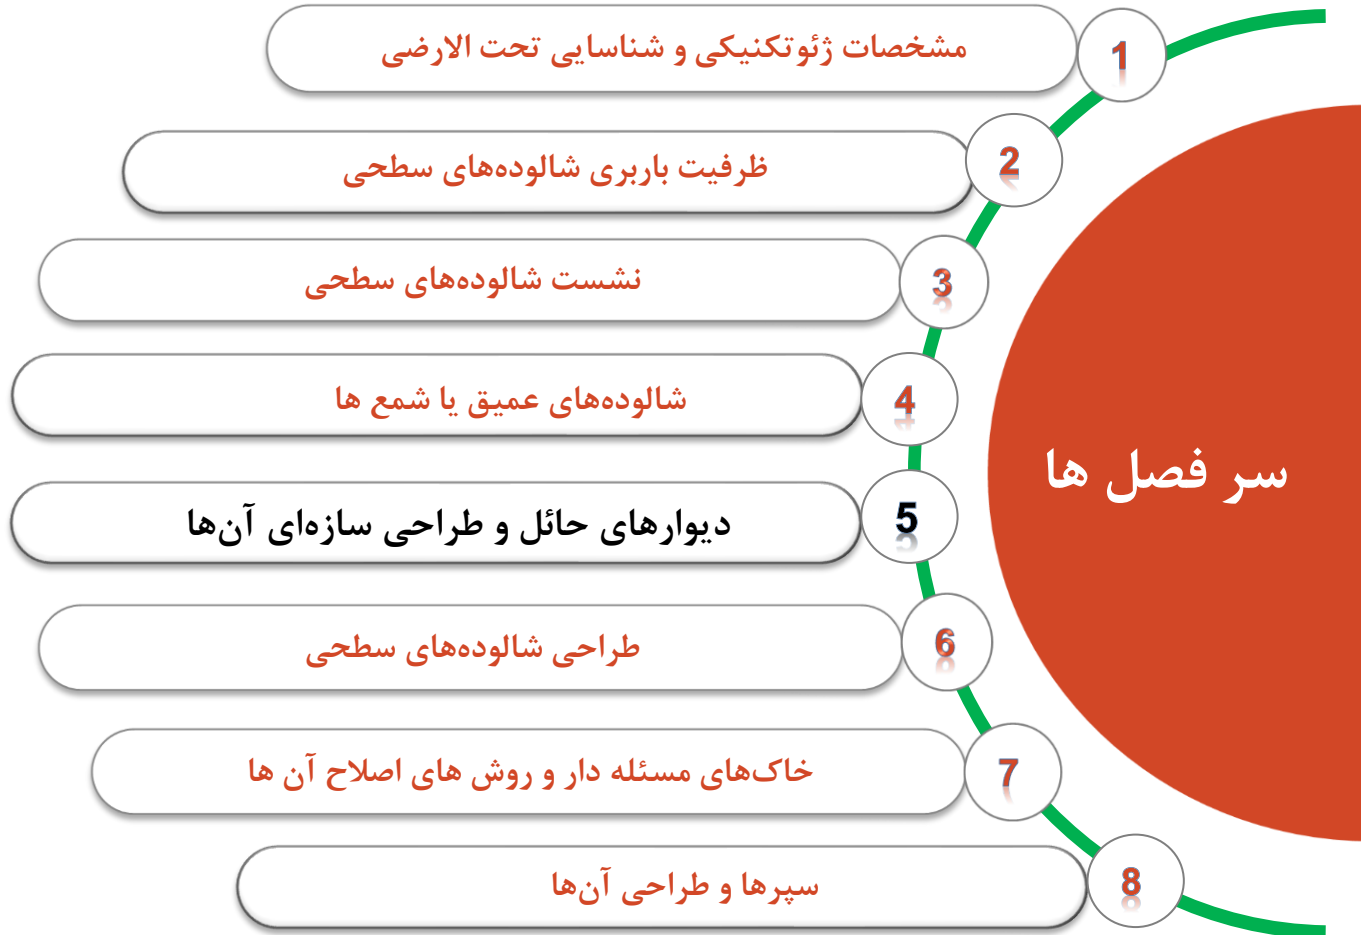 سر فصل ها
1 مشخصات ژئوتکنیکی و شناسایی تحت الارضی
2 ظرفیت باربری شالوده‌های سطحی
3 نشست شالوده‌های سطحی
4 شالوده‌های عمیق یا شمع ها
5 دیوارهای حائل و طراحی سازه‌ای آن‌ها
6 طراحی شالوده‌های سطحی
7 خاک‌های مسئله دار و روش های اصلاح آن ها
8 سپرها و طراحی آن‌ها